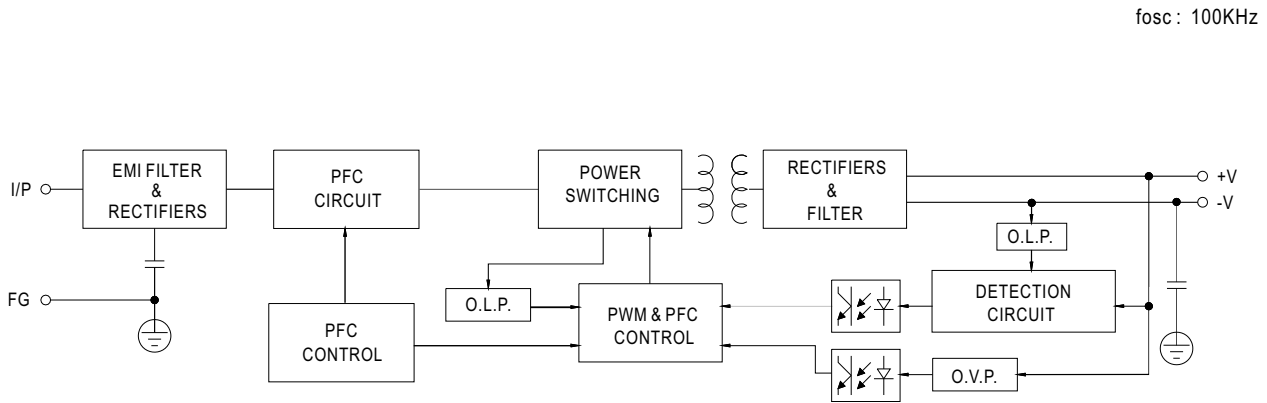 fosc : 100KHz
I/P
EMI FILTER
&
RECTIFIERS
PFC
CIRCUIT
POWER
SWITCHING
RECTIFIERS
&
FILTER
+V
-V
O.L.P.
FG
O.L.P.
PFC
CONTROL
PWM & PFC
CONTROL
DETECTION
CIRCUIT
O.V.P.